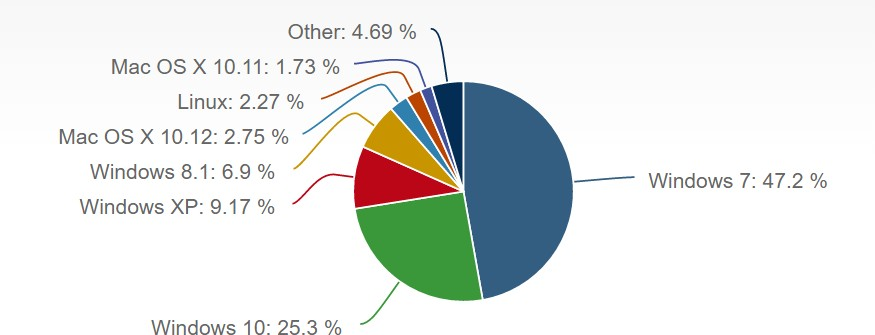 Other: 4.69 %
Mac OS X 10.11: 1.73 %
Linux: 2.27 %
Mac OS X 10.12: 2.75 %
Windows 8.1: 6.9 %
Windows 7: 47.2 %
Windows XP: 9.17 %
Windows 10: 25.3 %